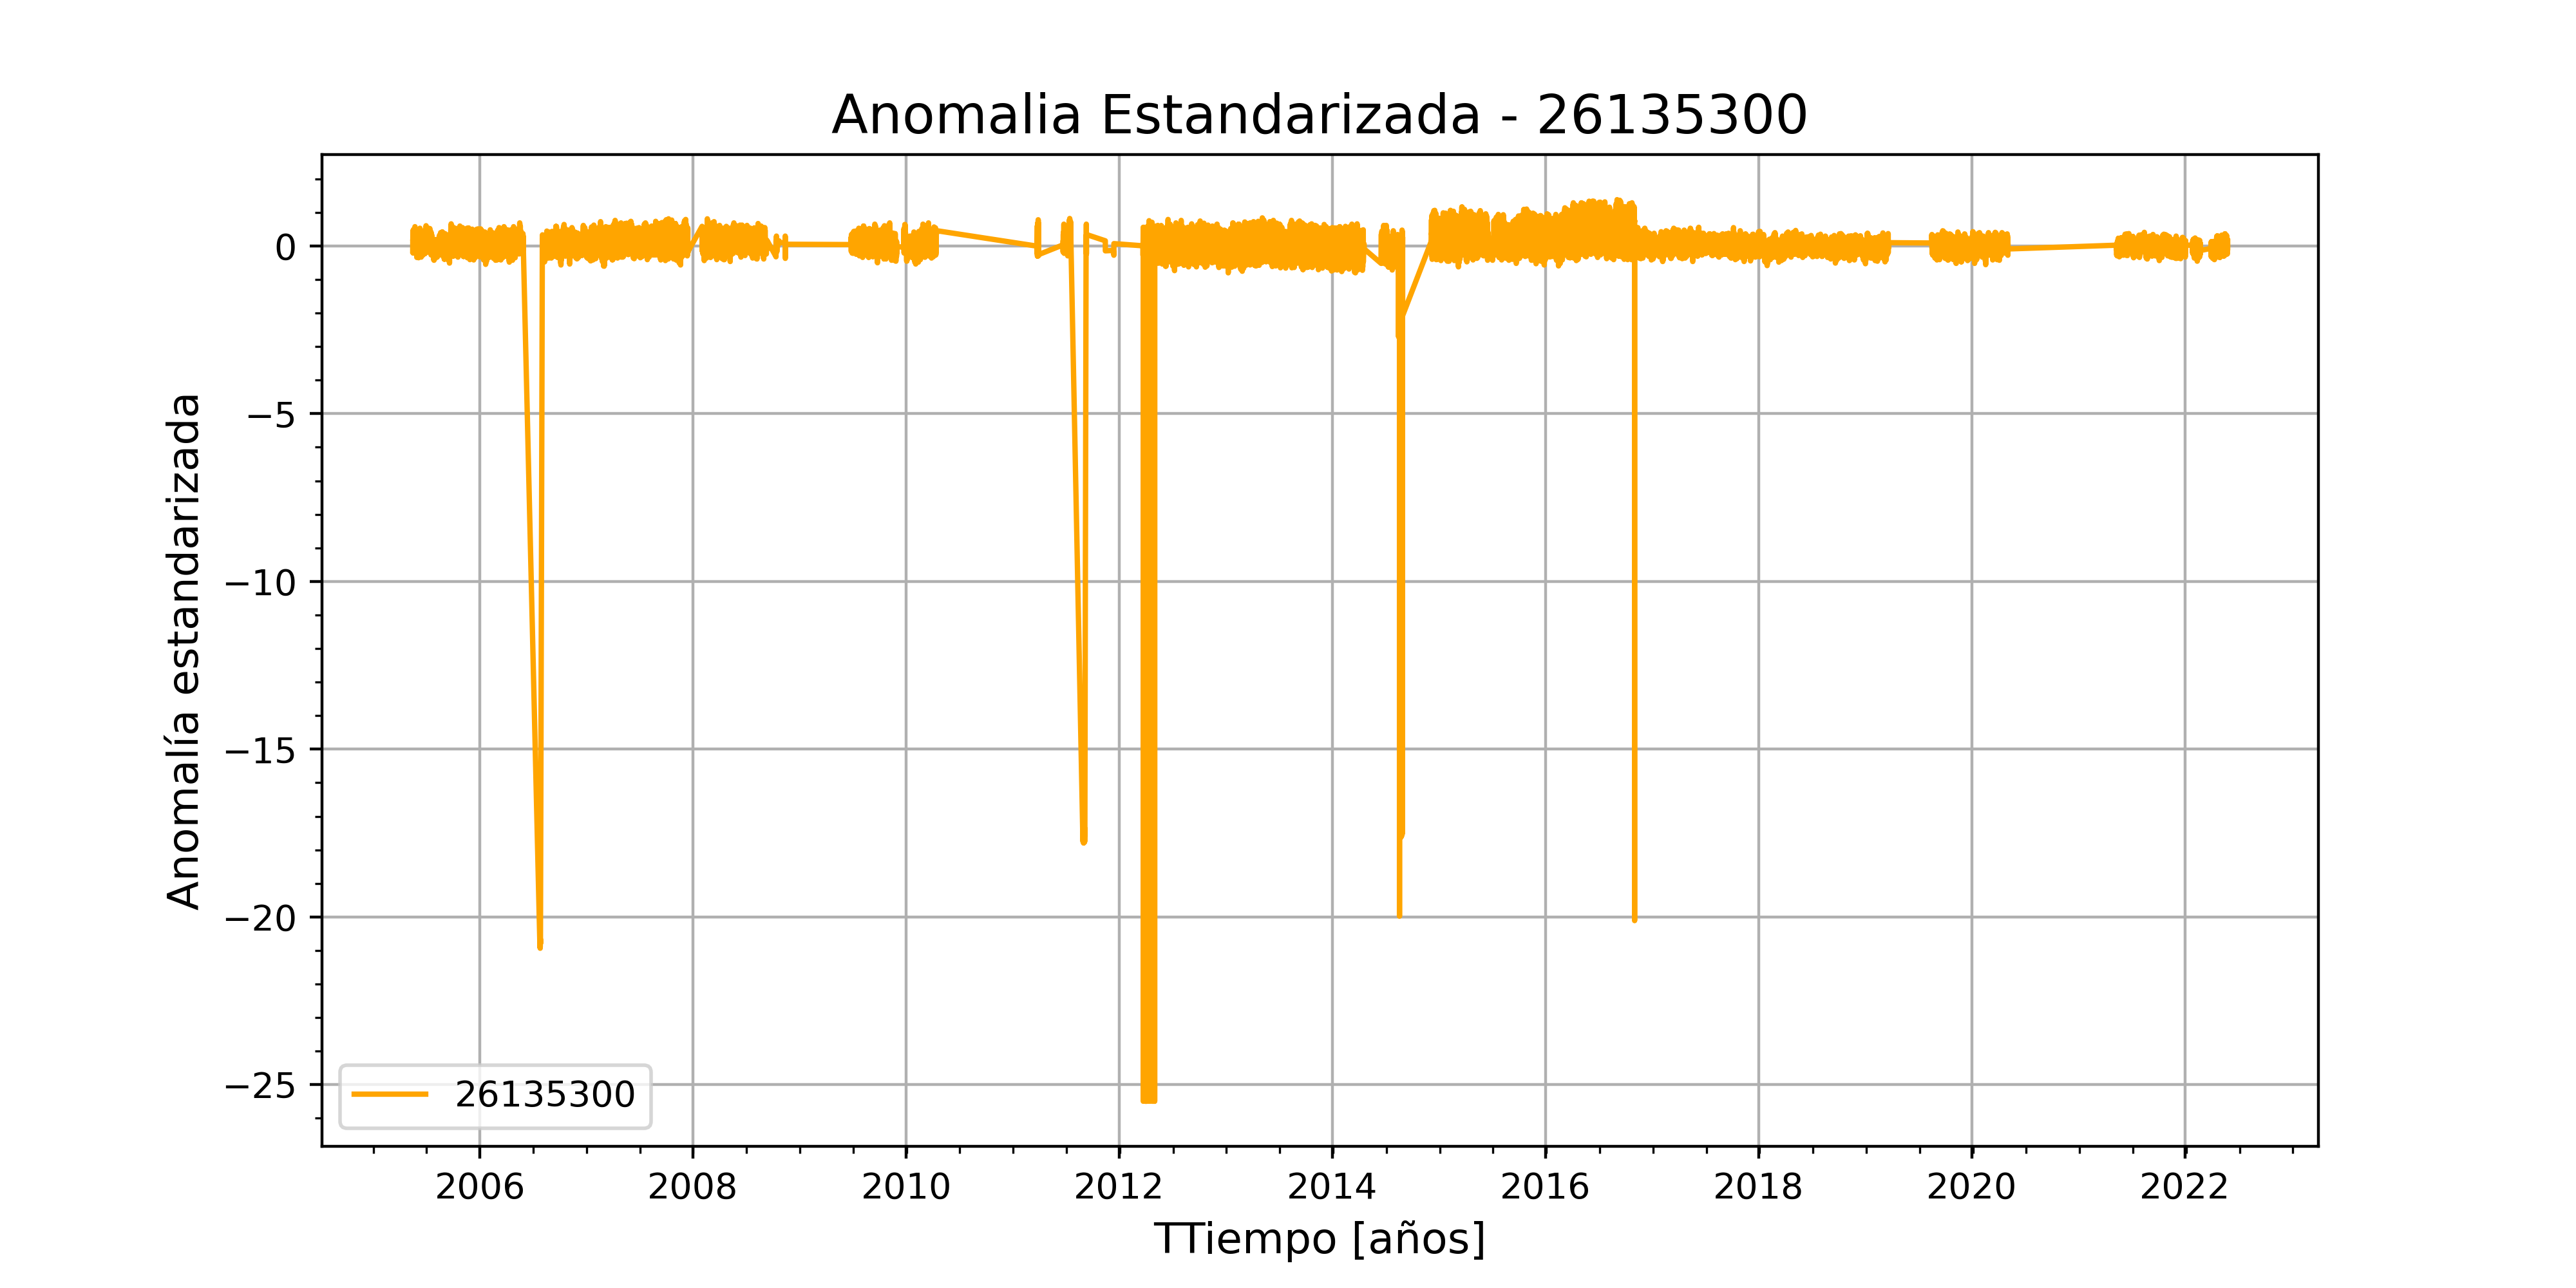 Anomalia Estandarizada - 26135300
Anomalía estandarizada
0
−5
−10
−15
−20
−25
26135300
2006 2008 2010 2012 2014 2016 2018 2020 2022
TTiempo [años]